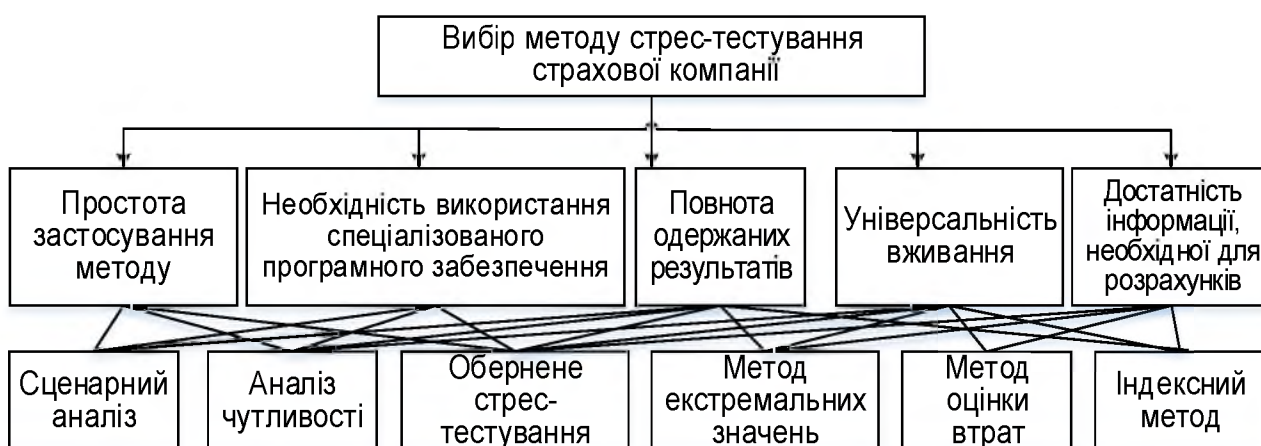 Вибір методу стрес-тестування
страхової компанії
Простота
застосування
методу
Необхідність використання
спеціалізованого
програмного забезпечення
Повнота
одержаних
результатів
Універсальність
вживання
Достатність
інформації,
необхідної для
розрахунків
Сценарний
аналіз
Аналіз
чутливості
Обернене
стрес-
тестування
Метод
екстремальних
значень
Метод
оцінки
втрат
Індексний
метод